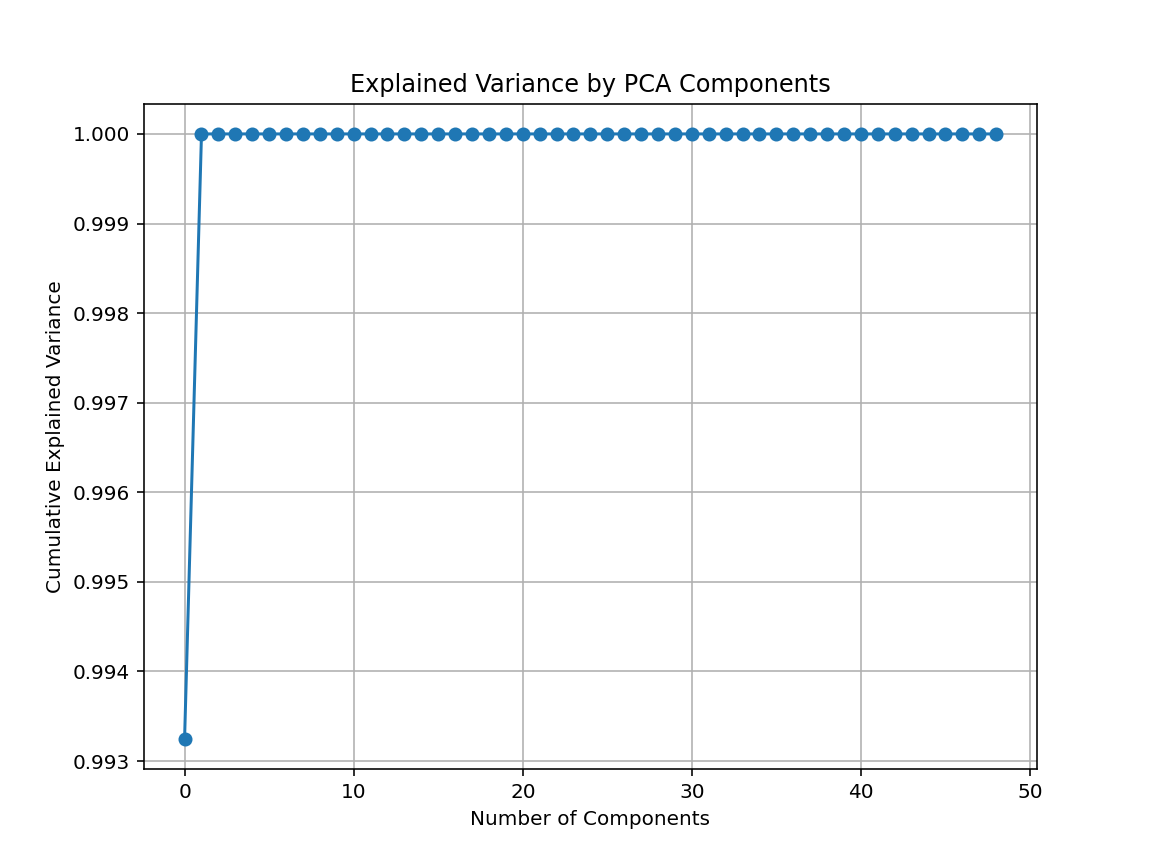 Explained Variance by PCA Components
1.000
0.999
0.998
0.997
0.996
0.995
0.994
0.993
Cumulative Explained Variance
0 10 20 30 40 50
Number of Components